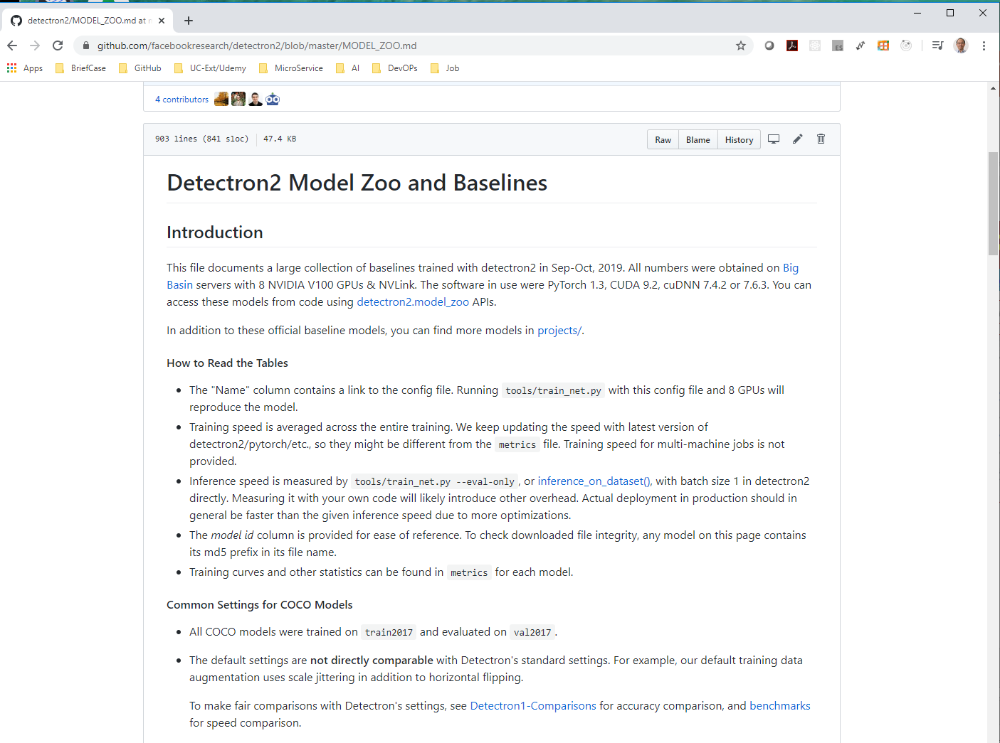 detectron2/MODEL_ZOO.md at
github.com/facebookresearch/detectron2/blob/master/MODEL_ZOO.md
Apps BriefCase GitHub UC-Ext/Udemy MicroService AI DevOPs Job
4 contributors
903 lines (841 sloc) 47.4 KB Raw Blame History
Detectron2 Model Zoo and Baselines
Introduction
This file documents a large collection of baselines trained with detectron2 in Sep-Oct, 2019. All numbers were obtained on Big
Basin servers with 8 NVIDIA V100 GPUs & NVLink. The software in use were PyTorch 1.3, CUDA 9.2, cuDNN 7.4.2 or 7.6.3. You can
access these models from code using detectron2.model_zoo APIs.
In addition to these official baseline models, you can find more models in projects/.
How to Read the Tables
• The "Name" column contains a link to the config file. Running tools/train_net.py with this config file and 8 GPUs will
reproduce the model.
• Training speed is averaged across the entire training. We keep updating the speed with latest version of
detectron2/pytorch/etc., so they might be different from the metrics file. Training speed for multi-machine jobs is not
provided.
• Inference speed is measured by tools/train_net.py --eval-only , or inference_on_dataset(), with batch size 1 in detectron2
directly. Measuring it with your own code will likely introduce other overhead. Actual deployment in production should in
general be faster than the given inference speed due to more optimizations.
• The model id column is provided for ease of reference. To check downloaded file integrity, any model on this page contains
its md5 prefix in its file name.
• Training curves and other statistics can be found in metrics for each model.
Common Settings for COCO Models
• All COCO models were trained on train2017 and evaluated on val2017.
• The default settings are not directly comparable with Detectron's standard settings. For example, our default training data
augmentation uses scale jittering in addition to horizontal flipping.
To make fair comparisons with Detectron's settings, see Detectron1-Comparisons for accuracy comparison, and benchmarks
for speed comparison.